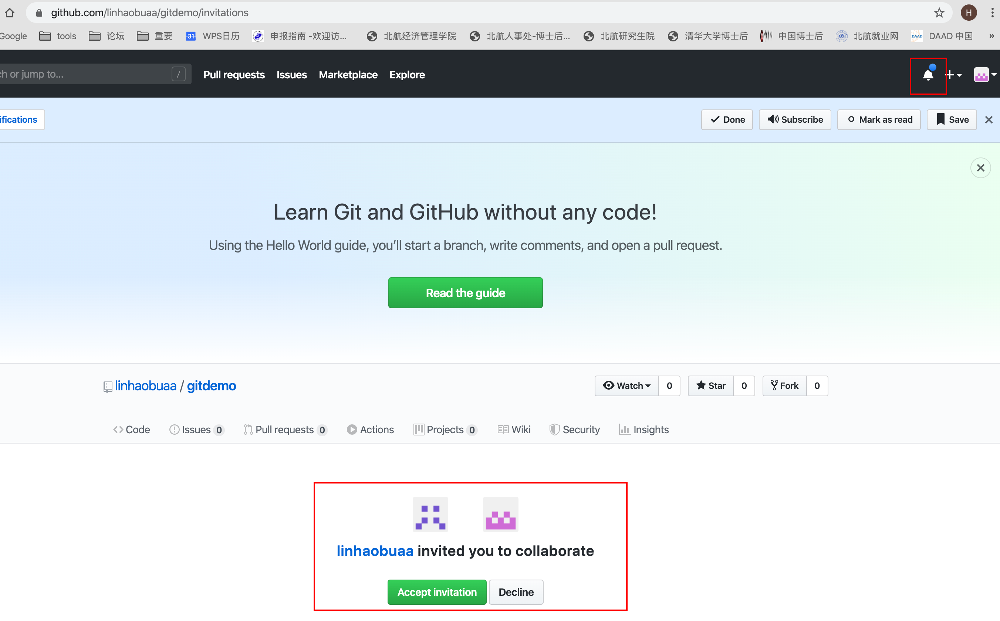 github.com/linhaobuaa/gitdemo/invitations
H
Google tools 论坛 重要 31 WPS日历 申报指南 -欢迎访... 北航经济管理学院 北航人事处-博士后... 北航研究生院 清华大学博士后 中国博士后 北航就业网 DAAD DAAD 中国 »
ch or jump to... / Pull requests Issues Marketplace Explore
ifications Done Subscribe Mark as read Save
Learn Git and GitHub without any code!
Using the Hello World guide, you’ll start a branch, write comments, and open a pull request.
Read the guide
linhaobuaa / gitdemo Watch 0 Star 0 Fork 0
Code Issues 0 Pull requests 0 Actions Projects 0 Wiki Security Insights
linhaobuaa invited you to collaborate
Accept invitation Decline